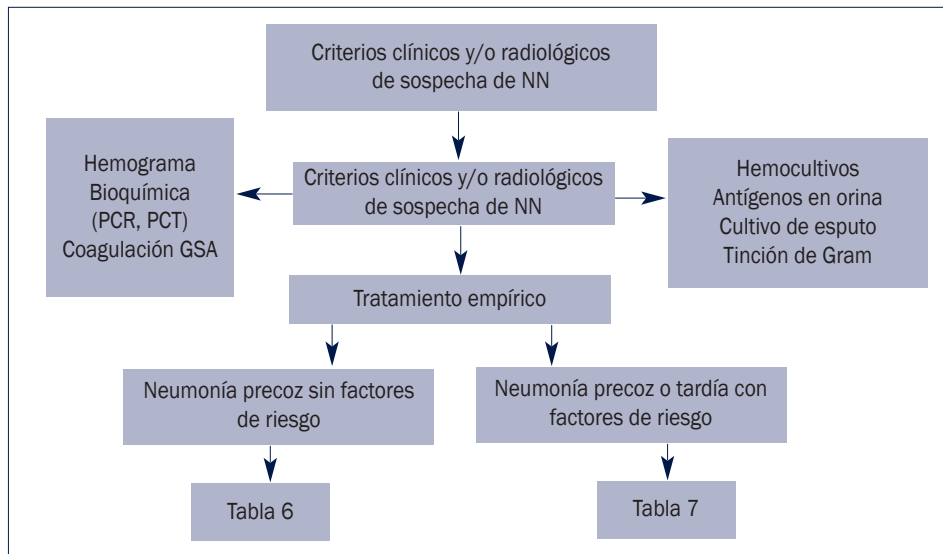 Criterios clínicos y/o radiológicos
de sospecha de NN
Hemograma
Bioquímica
(PCR, PCT)
Coagulación GSA
Criterios clínicos y/o radiológicos
de sospecha de NN
Hemocultivos
Antígenos en orina
Cultivo de esputo
Tinción de Gram
Tratamiento empírico
Neumonía precoz sin factores
de riesgo
Neumonía precoz o tardía con
factores de riesgo
Tabla 6
Tabla 7